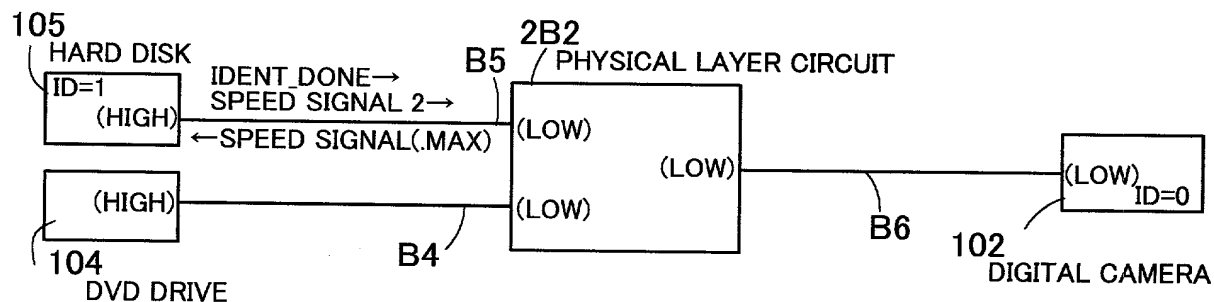 105
HARD DISK
ID=1
(HIGH)
IDENT_DONE→
SPEED SIGNAL 2→
←SPEED SIGNAL(.MAX)
B5
2B2
PHYSICAL LAYER CIRCUIT
(LOW)
(LOW)
(LOW)
(HIGH)
104
DVD DRIVE
B4
B6
(LOW)
ID=0
102
DIGITAL CAMERA